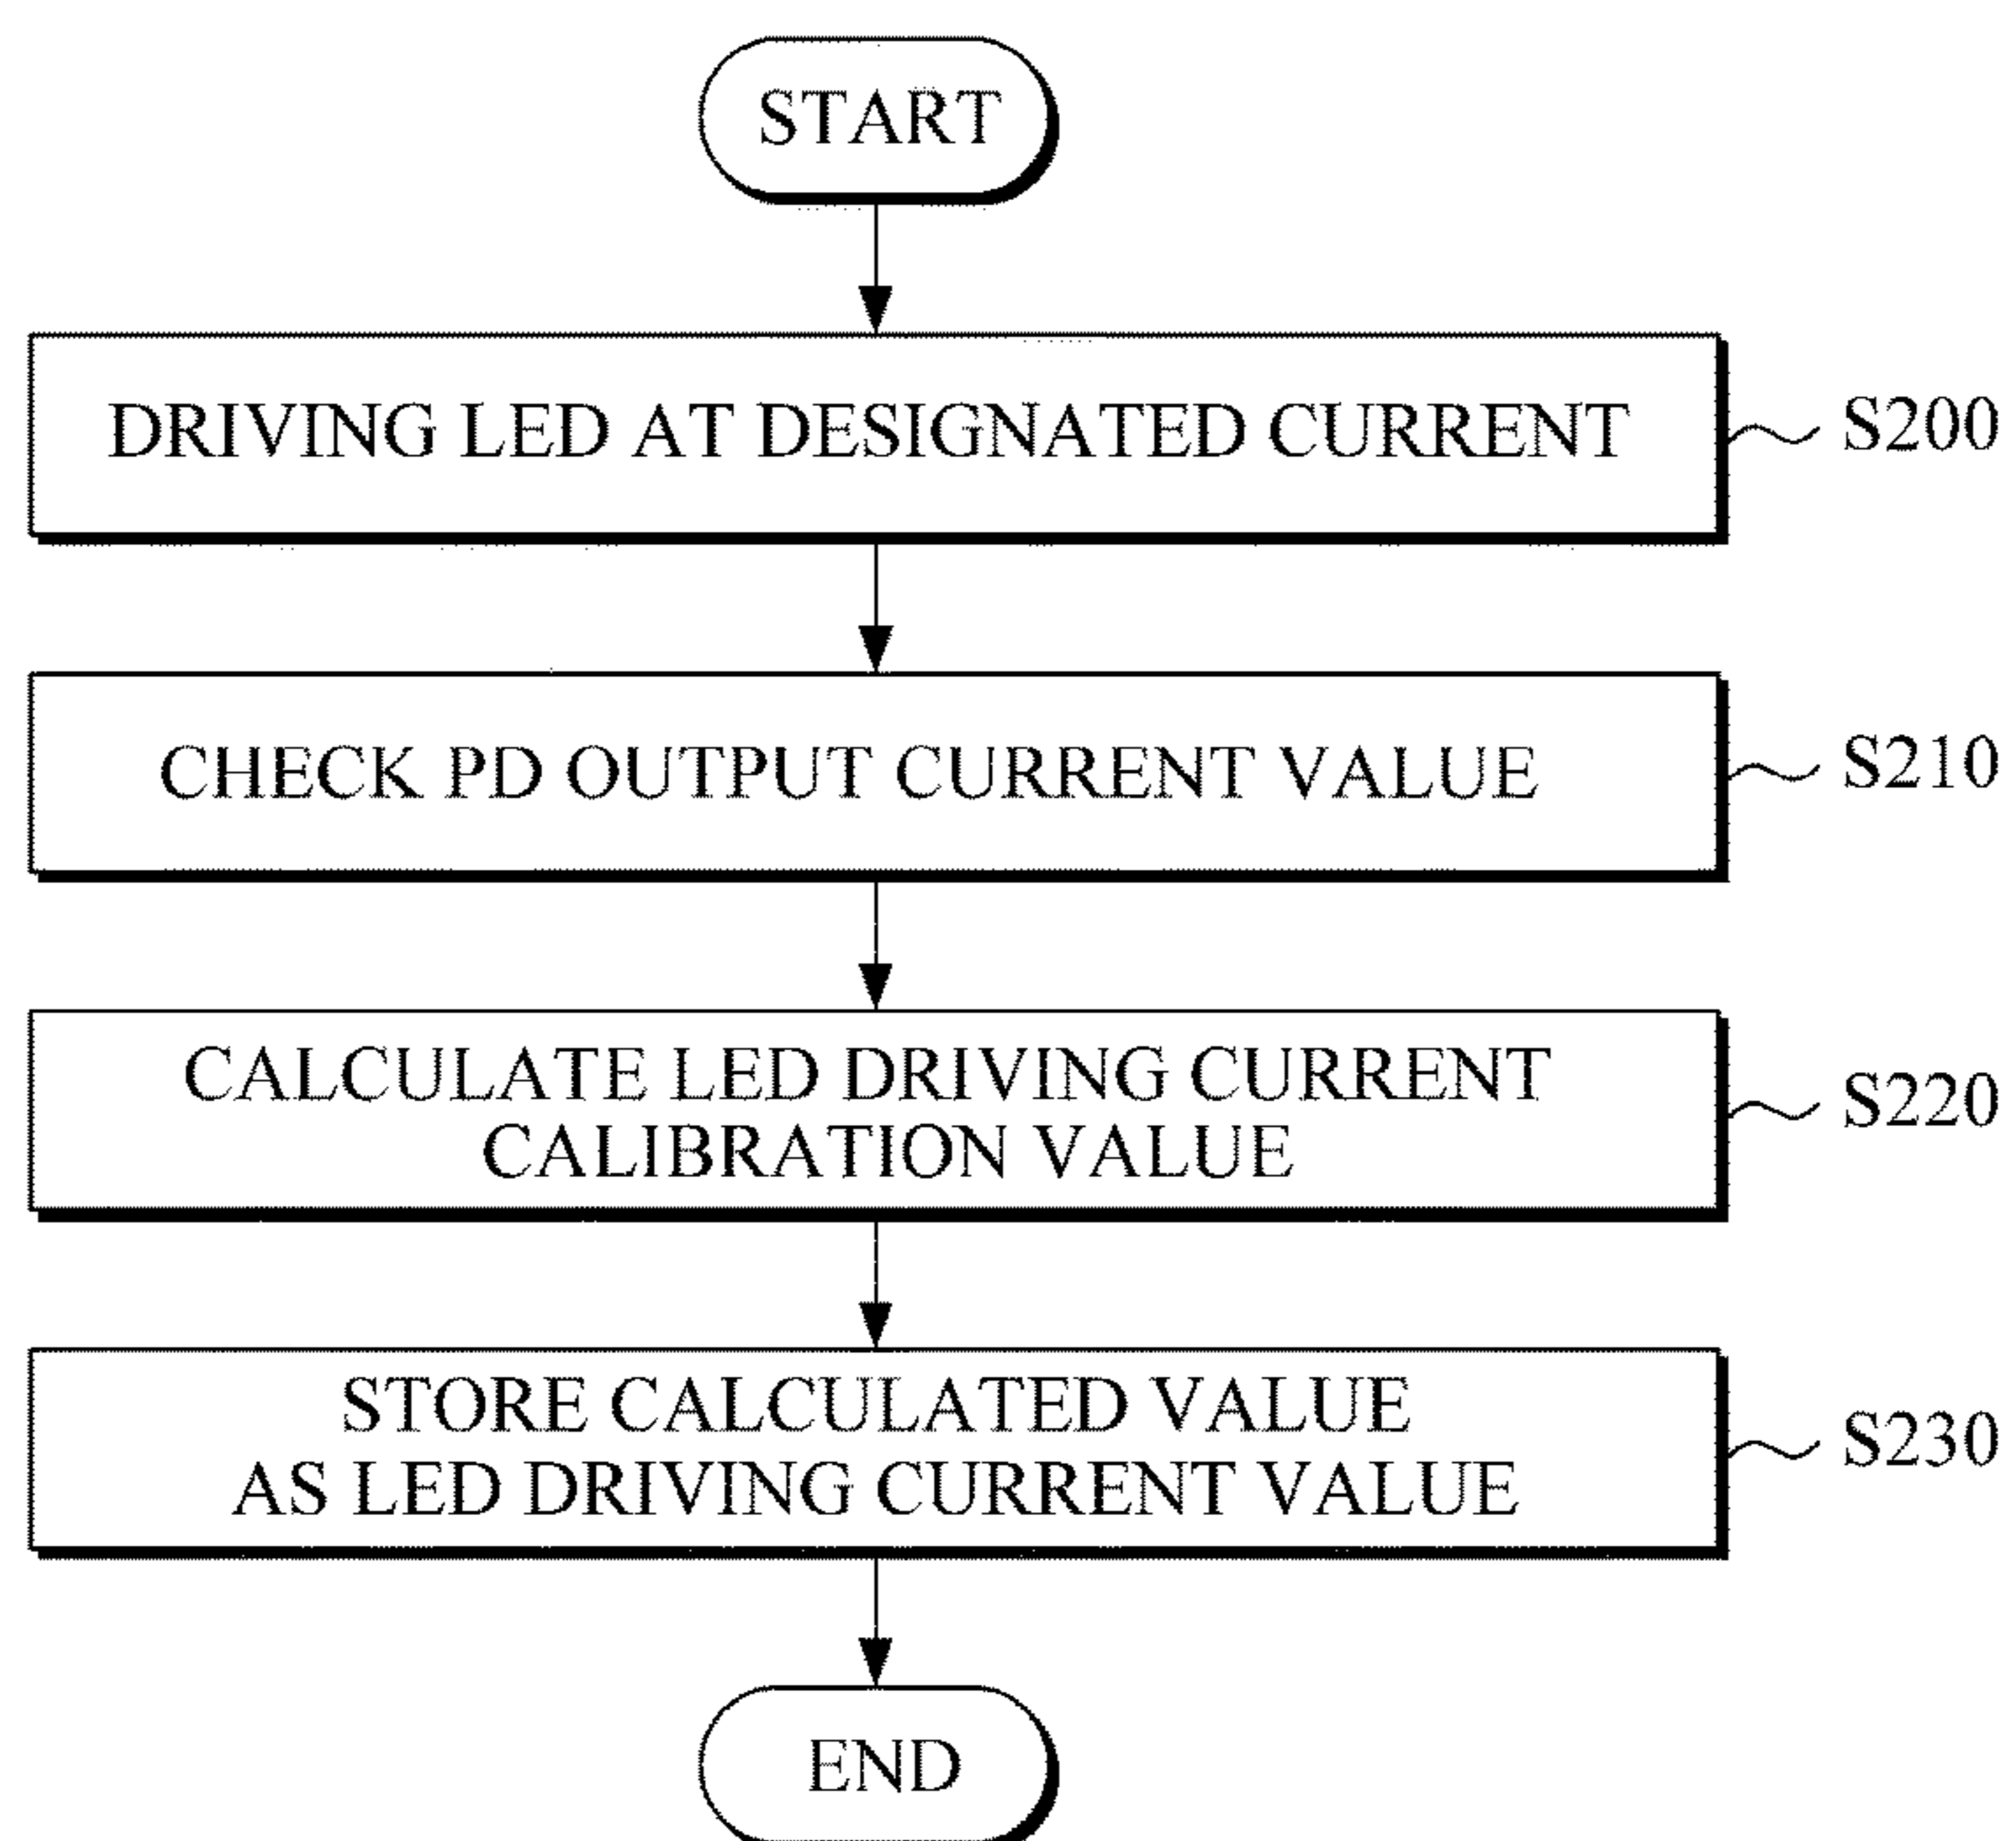 START
DRIVING LED AT DESIGNATED CURRENT
S200
CHECK PD OUTPUT CURRENT VALUE
S210
CALCULATE LED DRIVING CURRENT
CALIBRATION VALUE
S220
STORE CALCULATED VALUE
AS LED DRIVING CURRENT VALUE
S230
END